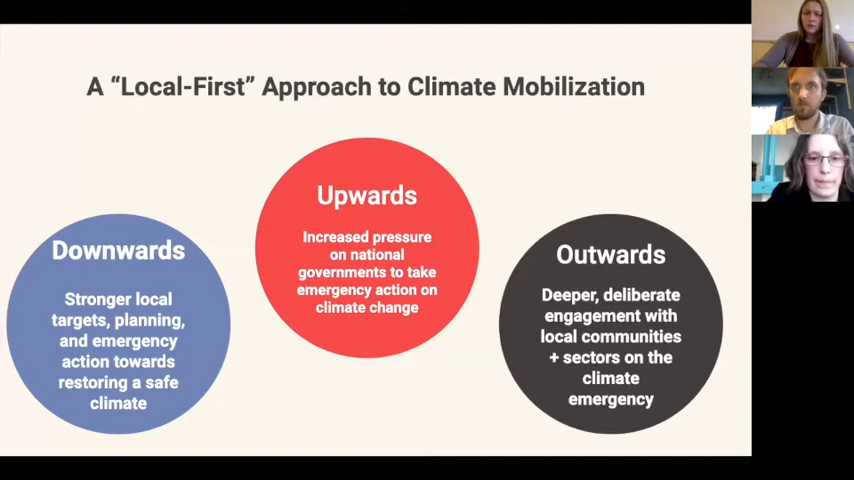 A “Local-First” Approach to Climate Mobilization
Downwards
Stronger local
targets, planning,
and emergency
action towards
restoring a safe
climate
Upwards
Increased pressure
on national
governments to take
emergency action on
climate change
Outwards
Deeper, deliberate
engagement with
local communities
+ sectors on the
climate
emergency